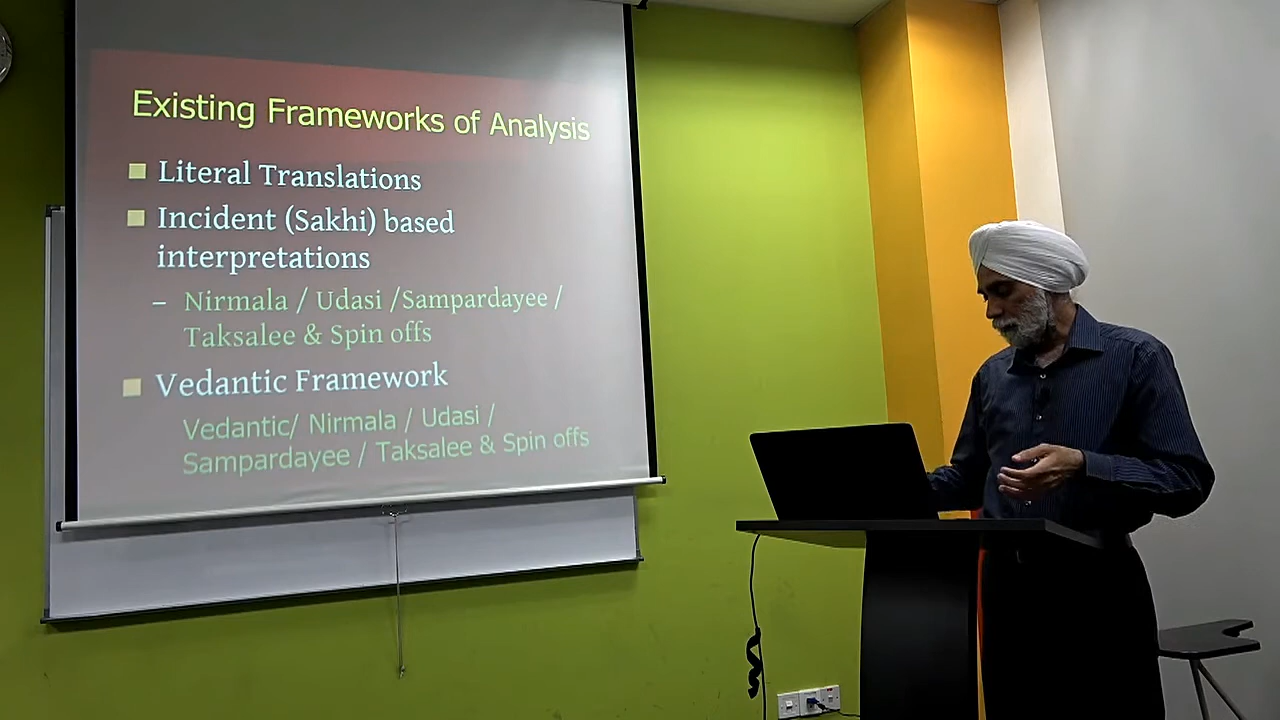 Existing Frameworks of Analysis
Literal Translations
Incident (Sakhi) based
interpretations
– Nirmala / Udasi /Sampardayee /
Taksalee & Spin offs
Vedantic Framework
Vedantic/ Nirmala / Udasi /
Sampardayee / Taksalee & Spin offs